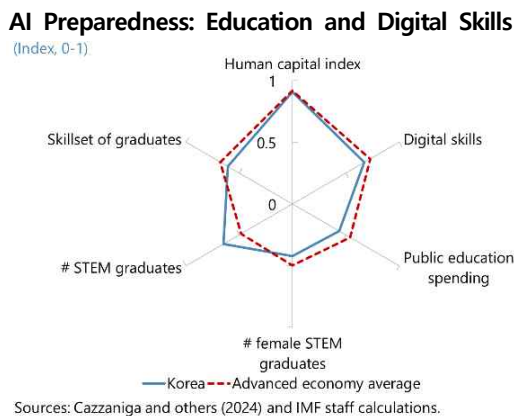 AI Preparedness: Education and Digital Skills
(Index, 0-1)
Human capital index
1
Skillset of graduates
Digital skills
0.5
0
# STEM graduates
Public education
spending
# female STEM
graduates
Korea
Advanced economy average
Sources: Cazzaniga and others (2024) and IMF staff calculations.